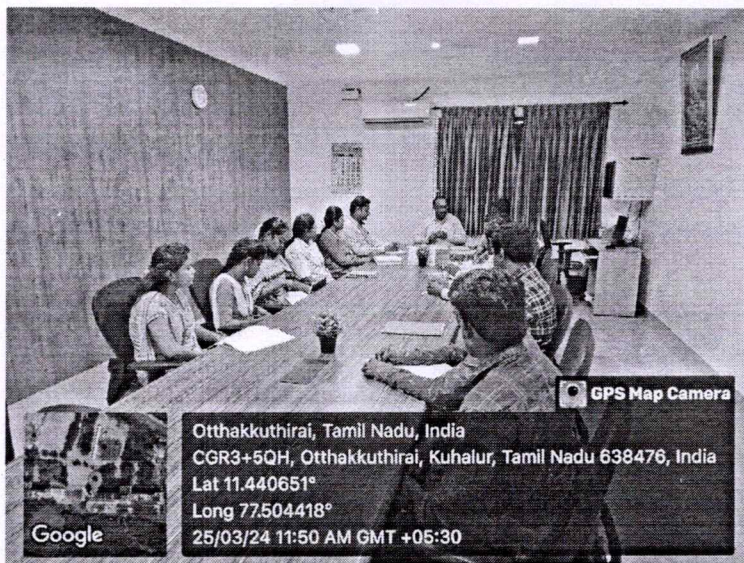 GPS Map Camera
Otthakkuthirai, Tamil Nadu, India
CGR3+5QH, Otthakkuthirai, Kuhalur, Tamil Nadu 638476, India
Lat 11.440651°
Long 77.504418°
25/03/24 11:50 AM GMT +05:30
Google